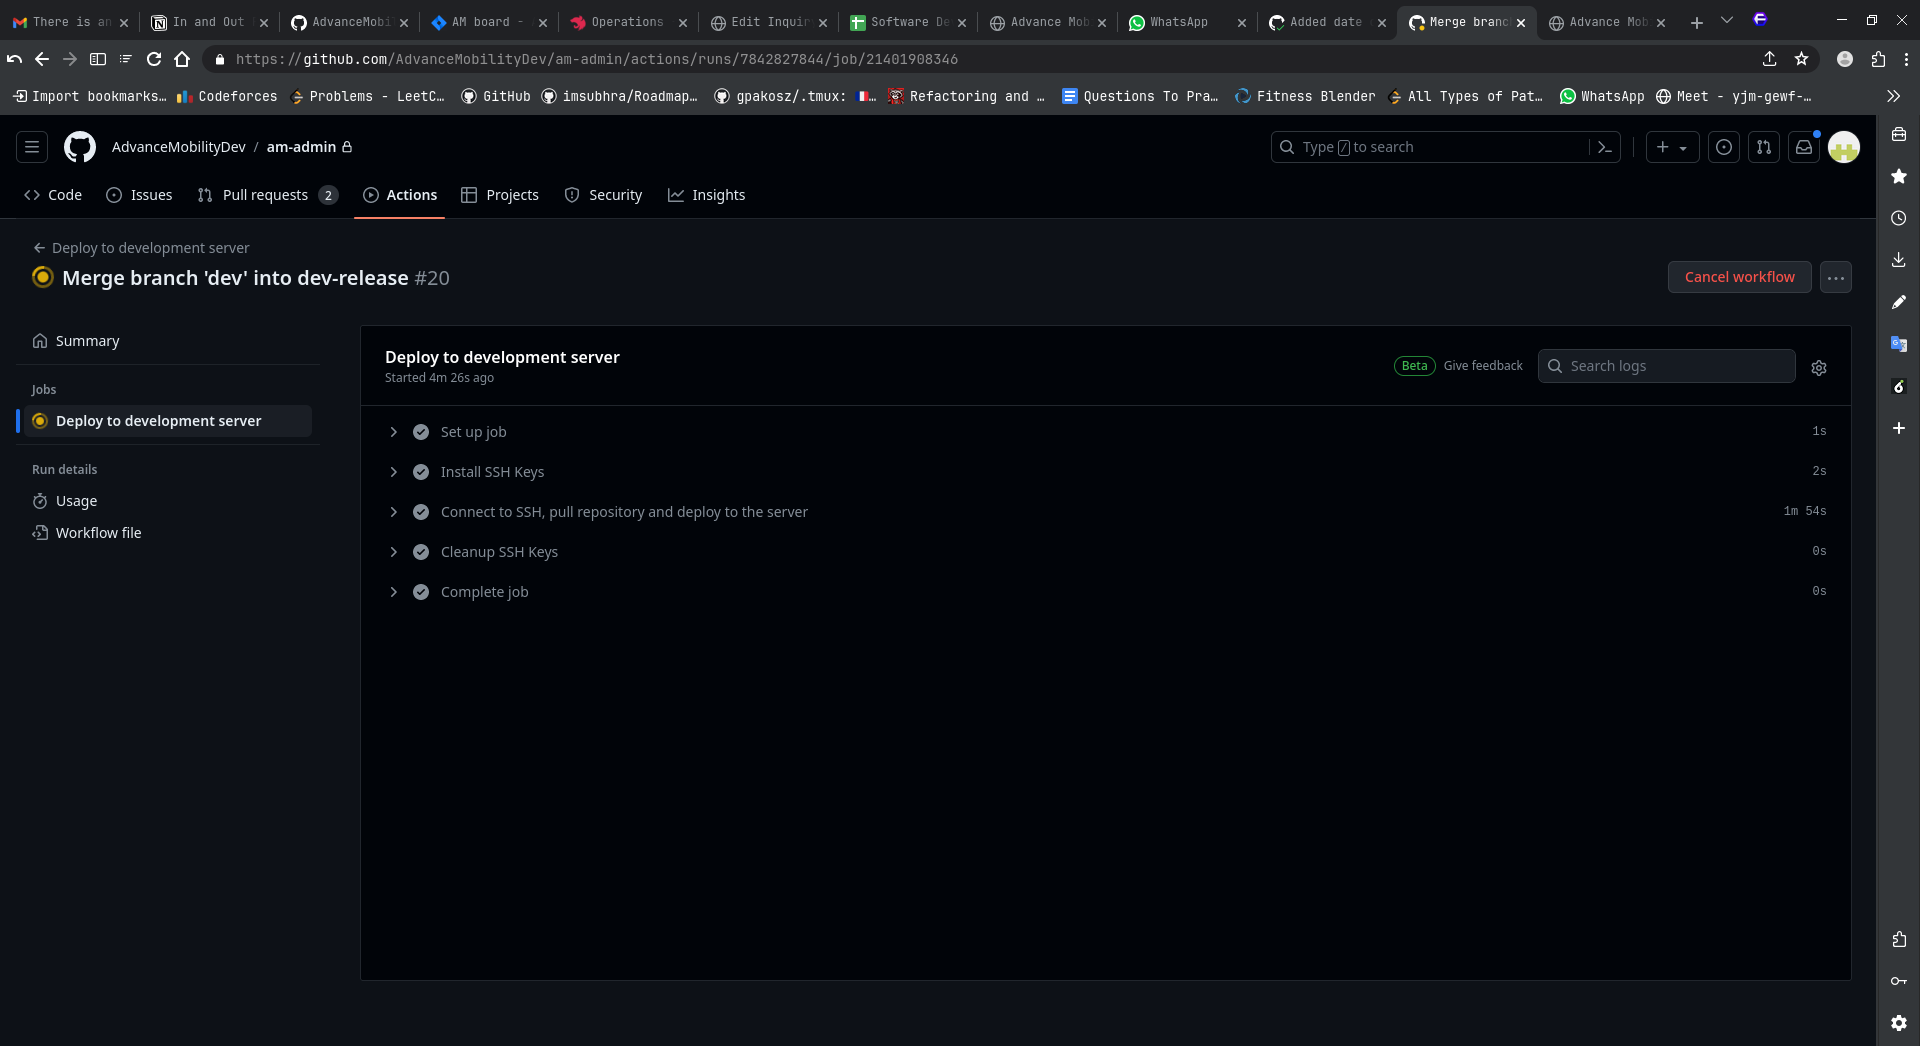 There is an
In and Out
AdvanceMobi
AM board -
Operations
Edit Inquir
Software De
Advance Mob
WhatsApp
Added date
Merge branc
Advance Mob
https://github.com/AdvanceMobilityDev/am-admin/actions/runs/7842827844/job/21401908346
Import bookmarks…
Codeforces
Problems - LeetC…
GitHub
imsubhra/Roadmap…
gpakosz/.tmux: 🇫🇷…
Refactoring and …
Questions To Pra…
Fitness Blender
All Types of Pat…
WhatsApp
Meet - yjm-gewf-…
AdvanceMobilityDev / am-admin
Type / to search
Code
Issues
Pull requests 2
Actions
Projects
Security
Insights
Deploy to development server
Merge branch 'dev' into dev-release #20
Cancel workflow
Summary
Jobs
Deploy to development server
Run details
Usage
Workflow file
Deploy to development server
Started 4m 26s ago
Beta
Give feedback
Search logs
Set up job 1s
Install SSH Keys 2s
Connect to SSH, pull repository and deploy to the server 1m 54s
Cleanup SSH Keys 0s
Complete job 0s